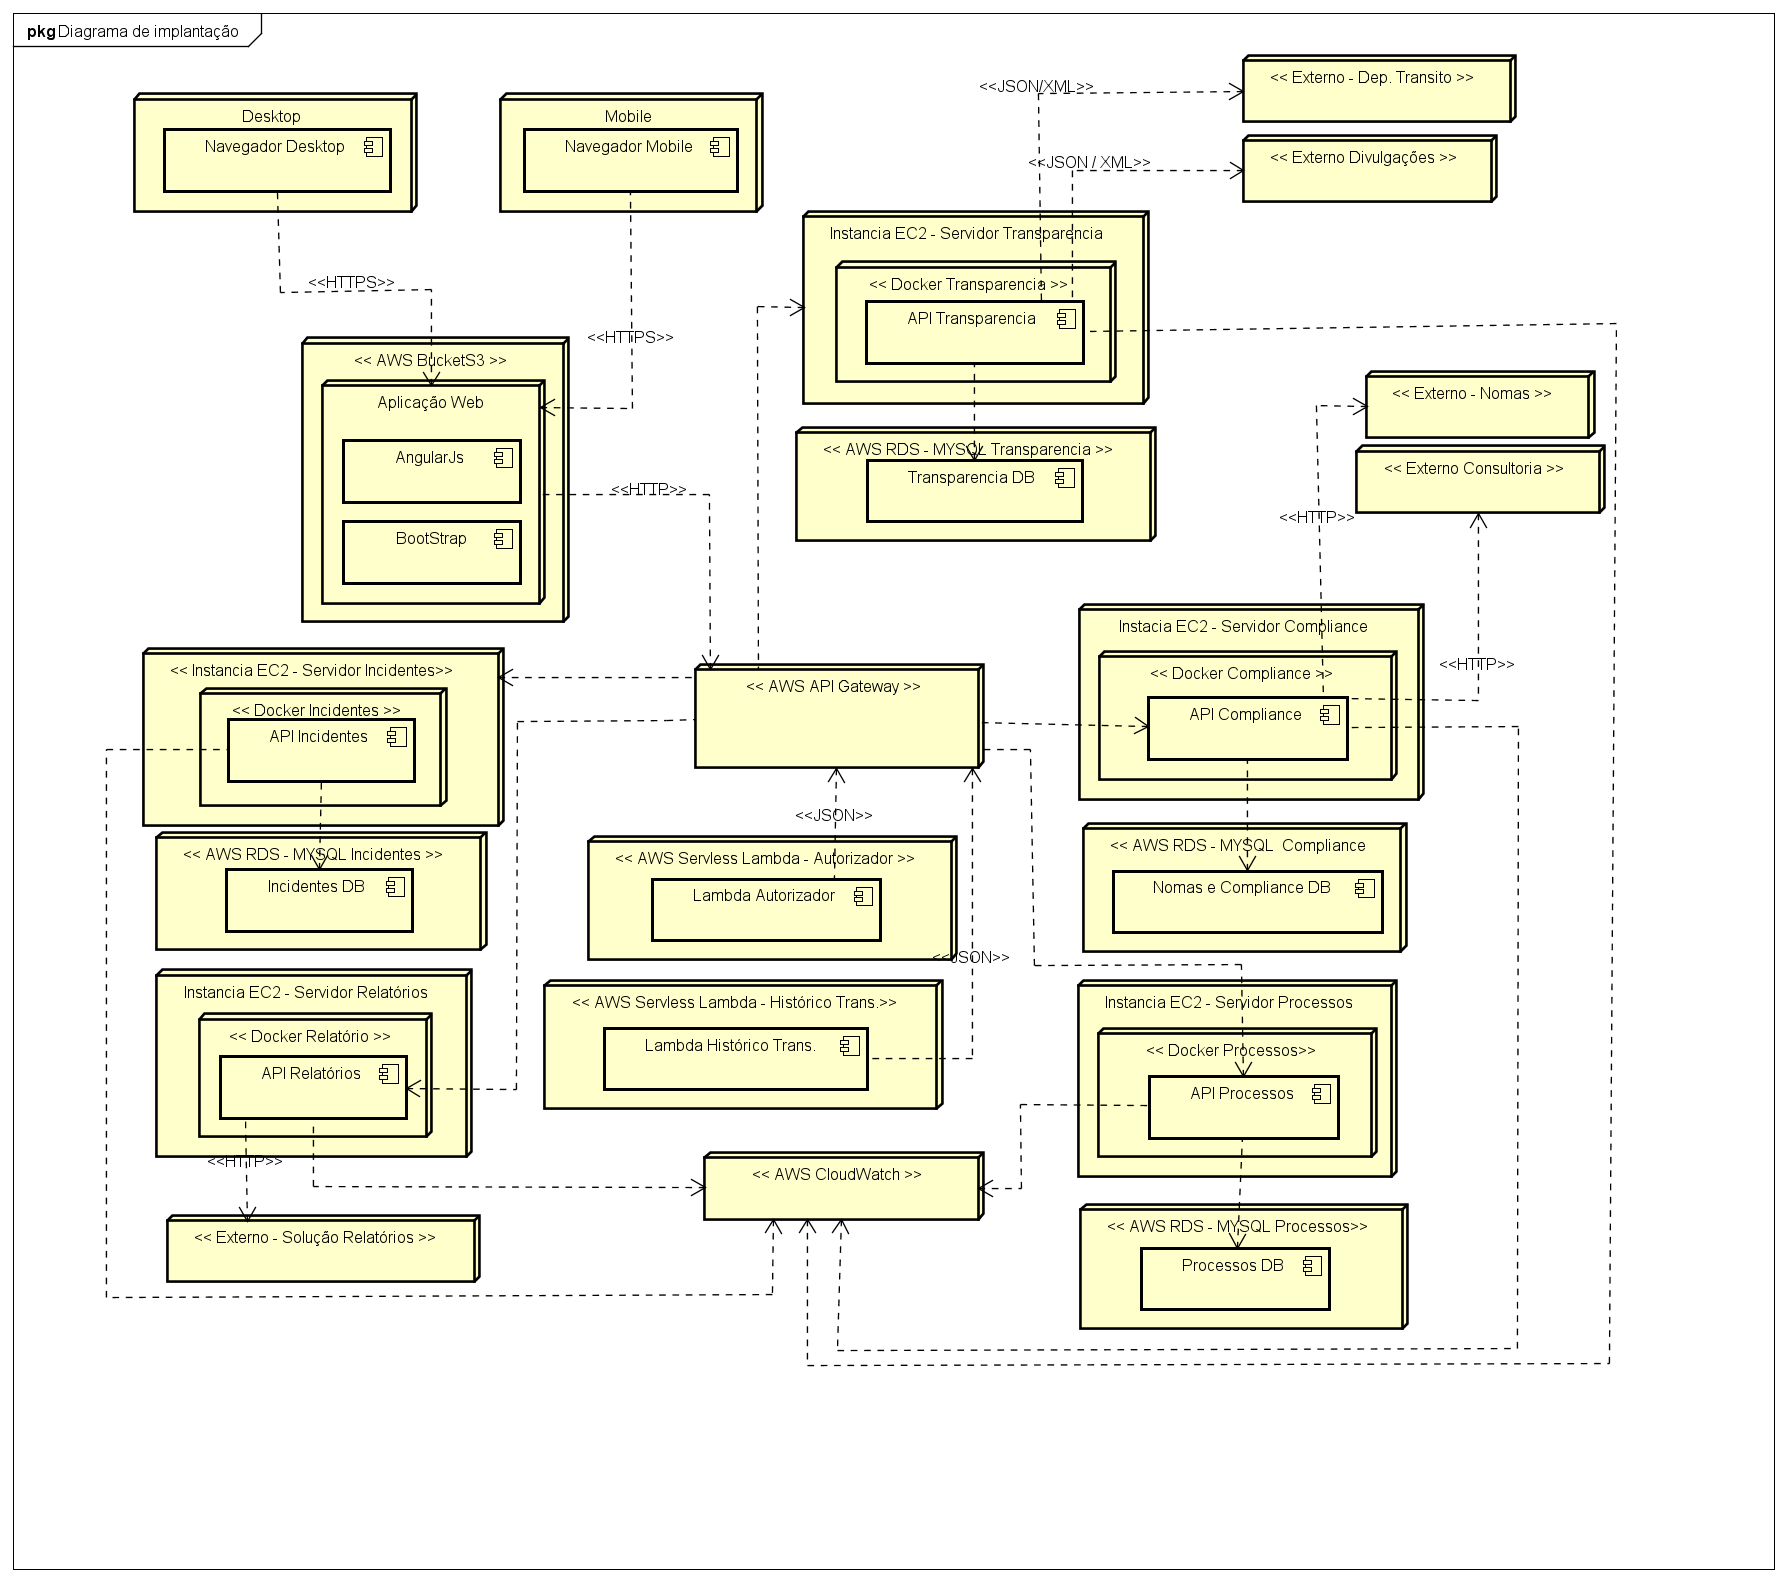 pkg Diagrama de implantação
Desktop
Navegador Desktop
Mobile
Navegador Mobile
<<JSON/XML>>
<< Externo - Dep. Transito >>
<<JSON / XML>>
<< Externo Divulgações >>
Instancia EC2 - Servidor Transparencia
<< Docker Transparencia >>
API Transparencia
<<HTTPS>>
<<HTTPS>>
<< AWS BucketS3 >>
Aplicação Web
AngularJs
BootStrap
<< AWS RDS - MYSQL Transparencia >>
Transparencia DB
<<HTTP>>
<< Externo - Nomas >>
<< Externo Consultoria >>
<<HTTP>>
Instacia EC2 - Servidor Compliance
<< Docker Compliance >>
API Compliance
<<HTTP>>
<< Instancia EC2 - Servidor Incidentes>>
<< Docker Incidentes >>
API Incidentes
<< AWS API Gateway >>
<<JSON>>
<< AWS RDS - MYSQL Incidentes >>
Incidentes DB
<< AWS Servless Lambda - Autorizador >>
Lambda Autorizador
<< AWS RDS - MYSQL  Compliance
Nomas e Compliance DB
<<JSON>>
Instancia EC2 - Servidor Relatórios
<< Docker Relatório >>
API Relatórios
<< AWS Servless Lambda - Histórico Trans.>>
Lambda Histórico Trans.
Instancia EC2 - Servidor Processos
<< Docker Processos>>
API Processos
<<HTTP>>
<< AWS CloudWatch >>
<< Externo - Solução Relatórios >>
<< AWS RDS - MYSQL Processos>>
Processos DB